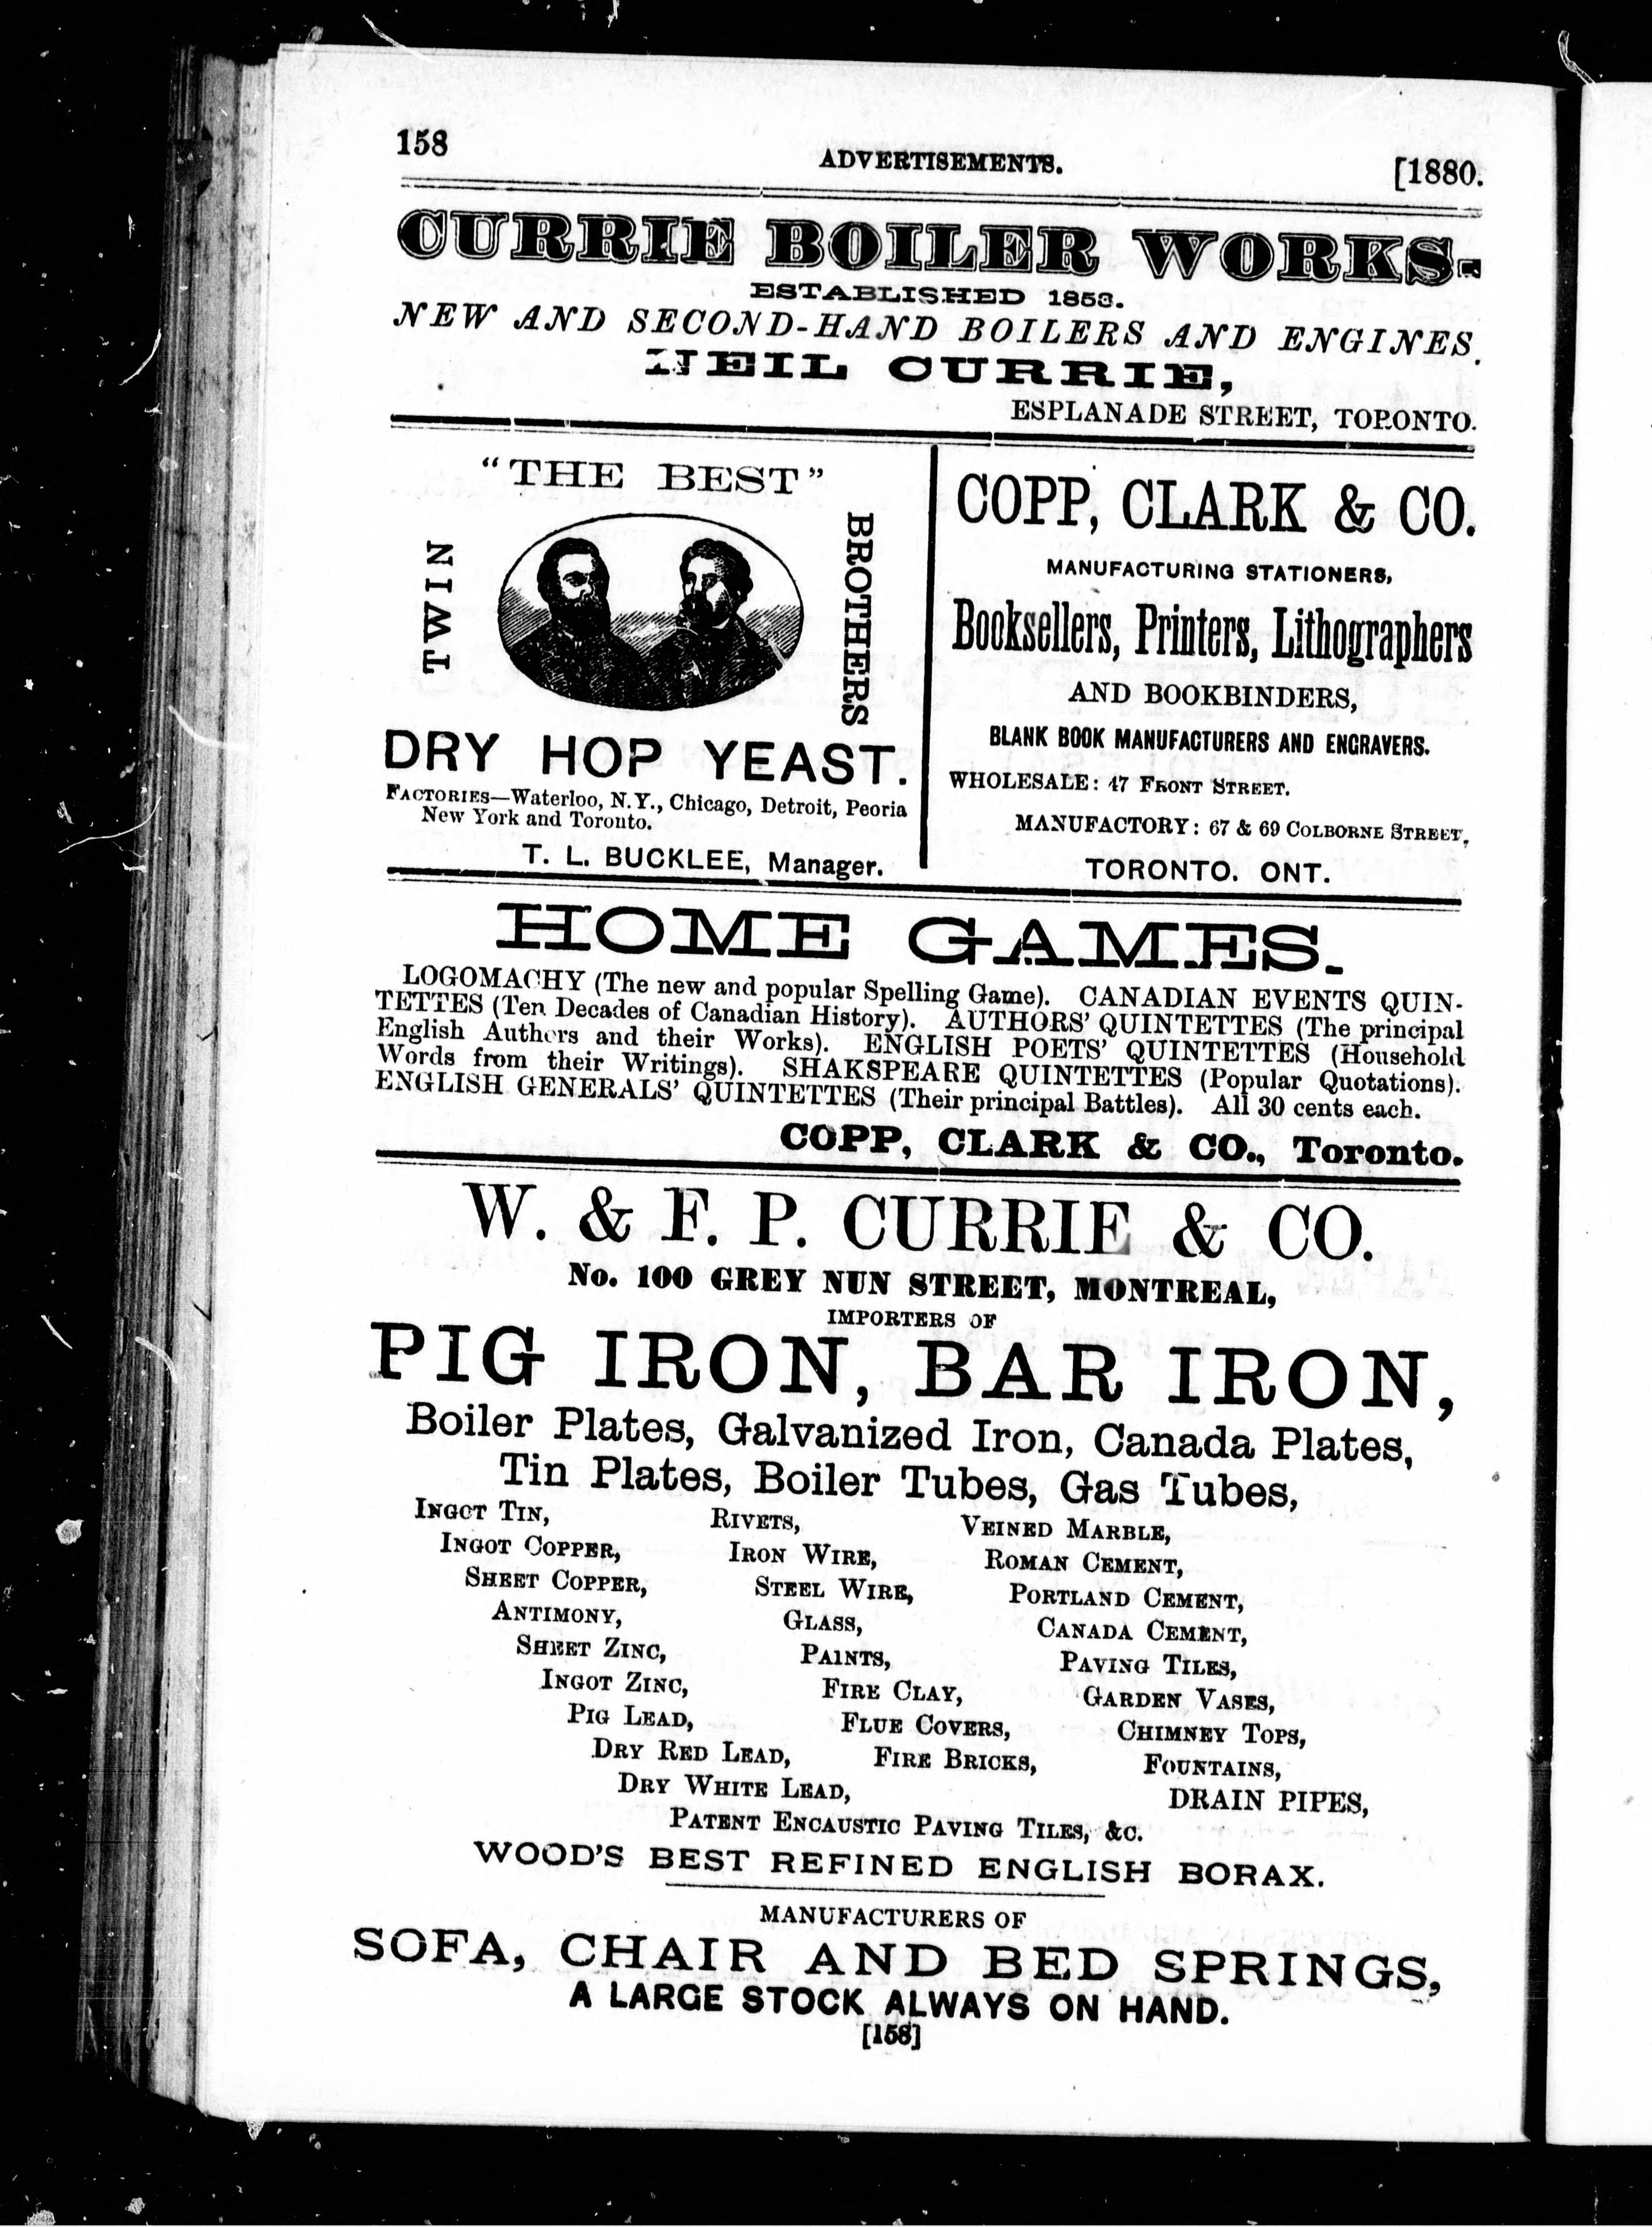 158 ADVERTISEMENTS. [1880.
CURRIE BOILER WORKS.
ESTABLISHED 1853.
NEW AND SECOND-HAND BOILERS AND ENGINES.
NEIL CURRIE,
ESPLANADE STREET, TORONTO.
"THE BEST"
TWIN
BROTHERS
DRY HOP YEAST.
FACTORIES—Waterloo, N.Y., Chicago, Detroit, Peoria
New York and Toronto.
T. L. BUCKLEE, Manager.
COPP, CLARK & CO.
MANUFACTURING STATIONERS,
Booksellers, Printers, Lithographers
AND BOOKBINDERS,
BLANK BOOK MANUFACTURERS AND ENGRAVERS.
WHOLESALE: 47 FRONT STREET.
MANUFACTORY: 67 & 69 COLBORNE STREET,
TORONTO. ONT.
HOME GAMES.
LOGOMACHY (The new and popular Spelling Game). CANADIAN EVENTS QUIN-
TETTES (Ten Decades of Canadian History). AUTHORS' QUINTETTES (The principal
English Authors and their Works). ENGLISH POETS' QUINTETTES (Household
Words from their Writings). SHAKSPEARE QUINTETTES (Popular Quotations).
ENGLISH GENERALS' QUINTETTES (Their principal Battles). All 30 cents each.
COPP, CLARK & CO., Toronto.
W. & F. P. CURRIE & CO.
No. 100 GREY NUN STREET, MONTREAL,
IMPORTERS OF
PIG IRON, BAR IRON,
Boiler Plates, Galvanized Iron, Canada Plates,
Tin Plates, Boiler Tubes, Gas Tubes,
INGOT TIN, RIVETS, VEINED MARBLE,
INGOT COPPER, IRON WIRE, ROMAN CEMENT,
SHEET COPPER, STEEL WIRE, PORTLAND CEMENT,
ANTIMONY, GLASS, CANADA CEMENT,
SHEET ZINC, PAINTS, PAVING TILES,
INGOT ZINC, FIRE CLAY, GARDEN VASES,
PIG LEAD, FLUE COVERS, CHIMNEY TOPS,
DRY RED LEAD, FIRE BRICKS, FOUNTAINS,
DRY WHITE LEAD, DRAIN PIPES,
PATENT ENCAUSTIC PAVING TILES, &C.
WOOD'S BEST REFINED ENGLISH BORAX.
MANUFACTURERS OF
SOFA, CHAIR AND BED SPRINGS,
A LARGE STOCK ALWAYS ON HAND.
[158]